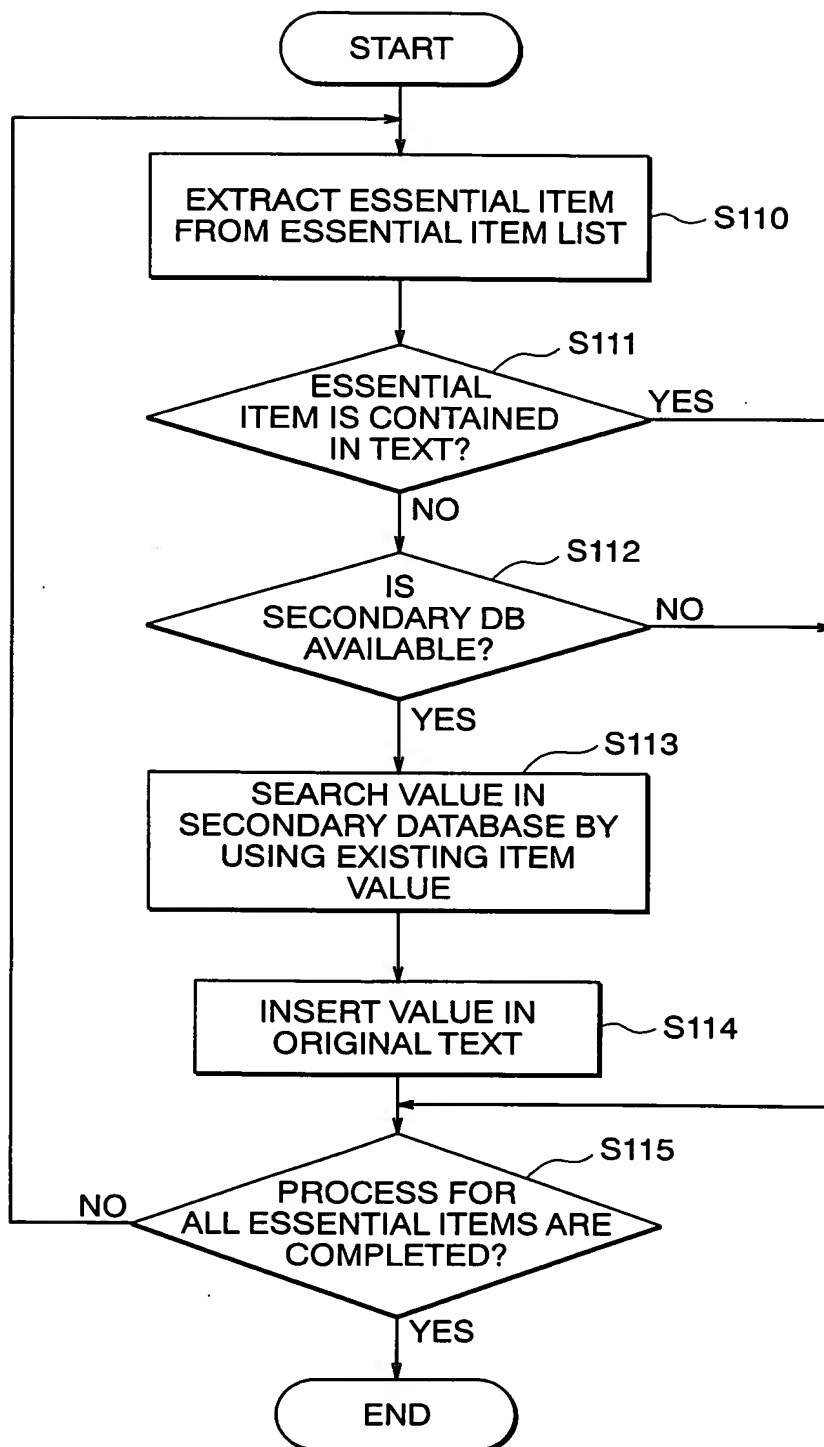 START
EXTRACT ESSENTIAL ITEM
FROM ESSENTIAL ITEM LIST
S110
S111
ESSENTIAL
ITEM IS CONTAINED
IN TEXT?
YES
NO
S112
IS
SECONDARY DB
AVAILABLE?
NO
YES
S113
SEARCH VALUE IN
SECONDARY DATABASE BY
USING EXISTING ITEM
VALUE
INSERT VALUE IN
ORIGINAL TEXT
S114
S115
PROCESS FOR
ALL ESSENTIAL ITEMS ARE
COMPLETED?
NO
YES
END